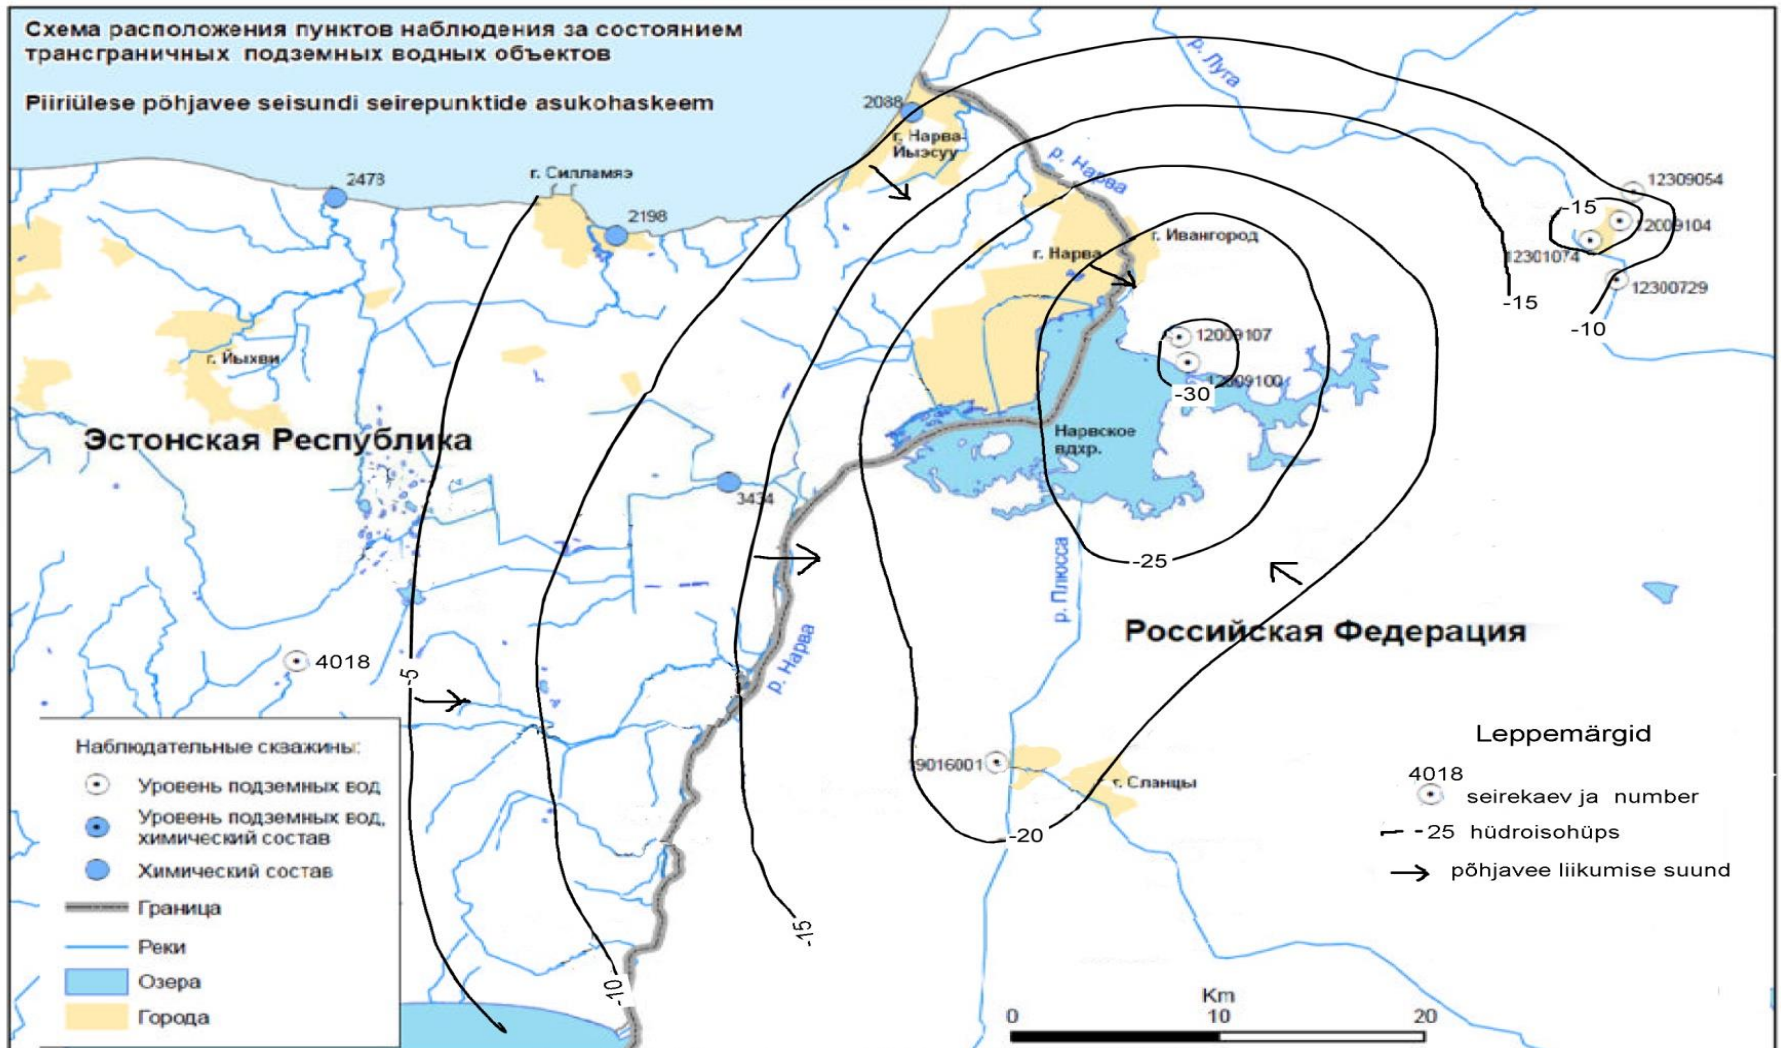 Схема расположения пунктов наблюдения за состоянием
трансграничных подземных водных объектов
Piiriülese põhjavee seisundi seirepunktide asukohaskeem
р. Луга
2088
г. Нарва-
Йыэсуу
р. Нарва
2473
г. Силламяэ
2198
12309054
-15
12009104
12301074
12300729
-15
-10
г. Ивангород
г. Нарва
12009107
12009100
-30
г. Йыхви
Эстонская Республика
Нарвское
вдхр.
3434
-25
р. Плюсса
Российская Федерация
р. Нарва
4018
-5
19016001
г. Сланцы
-20
-15
-10
Наблюдательные скважины:
Уровень подземных вод
Уровень подземных вод,
химический состав
Химический состав
Граница
Реки
Озера
Города
Leppemärgid
4018
seirekaev ja number
-25 hüdroisohüps
põhjavee liikumise suund
Km
0 10 20